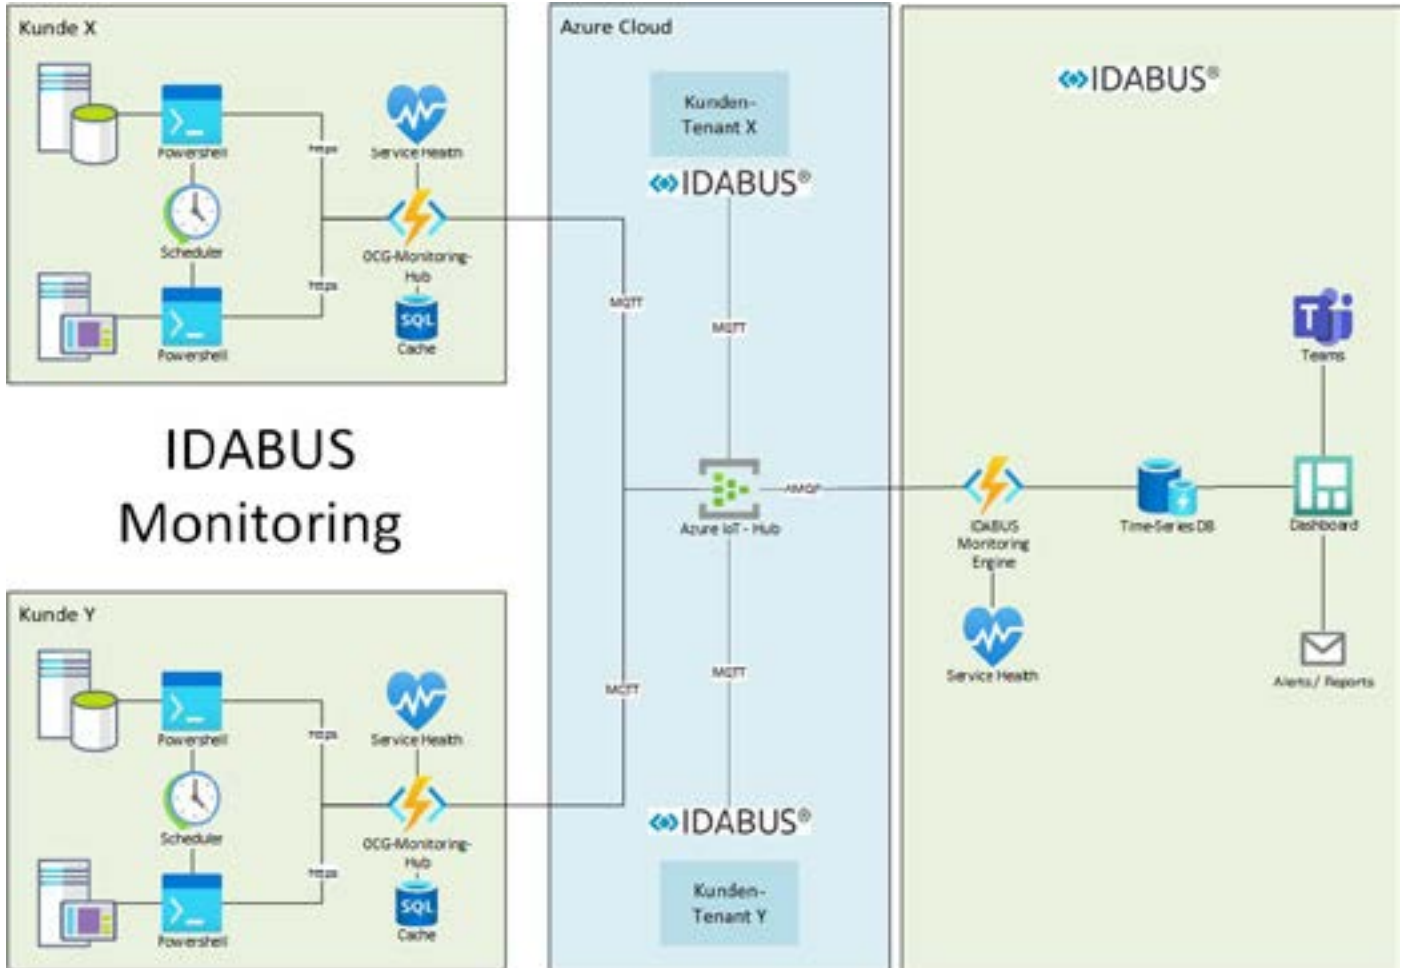 Kunde X
Powershell
Scheduler
Powershell
https
https
Service Health
OCG-Monitoring-
Hub
SQL
Cache
IDABUS
Monitoring
Kunde Y
Powershell
Scheduler
Powershell
https
https
Service Health
OCG-Monitoring-
Hub
SQL
Cache
Azure Cloud
Kunden-
Tenant X
IDABUS®
MQTT
MQTT
Azure IoT - Hub
AMQP
MQTT
MQTT
IDABUS®
Kunden-
Tenant Y
IDABUS®
Teams
IDABUS
Monitoring
Engine
Time-Series DB
Dashboard
Service Health
Alerts / Reports